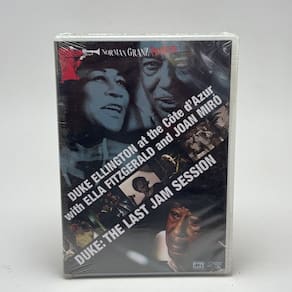 NORMAN GRANZ
DUKE ELLINGTON at the Côte d'Azur
with ELLA FITZGERALD and JOAN MIRÓ
DUKE: THE LAST JAM SESSION
dts